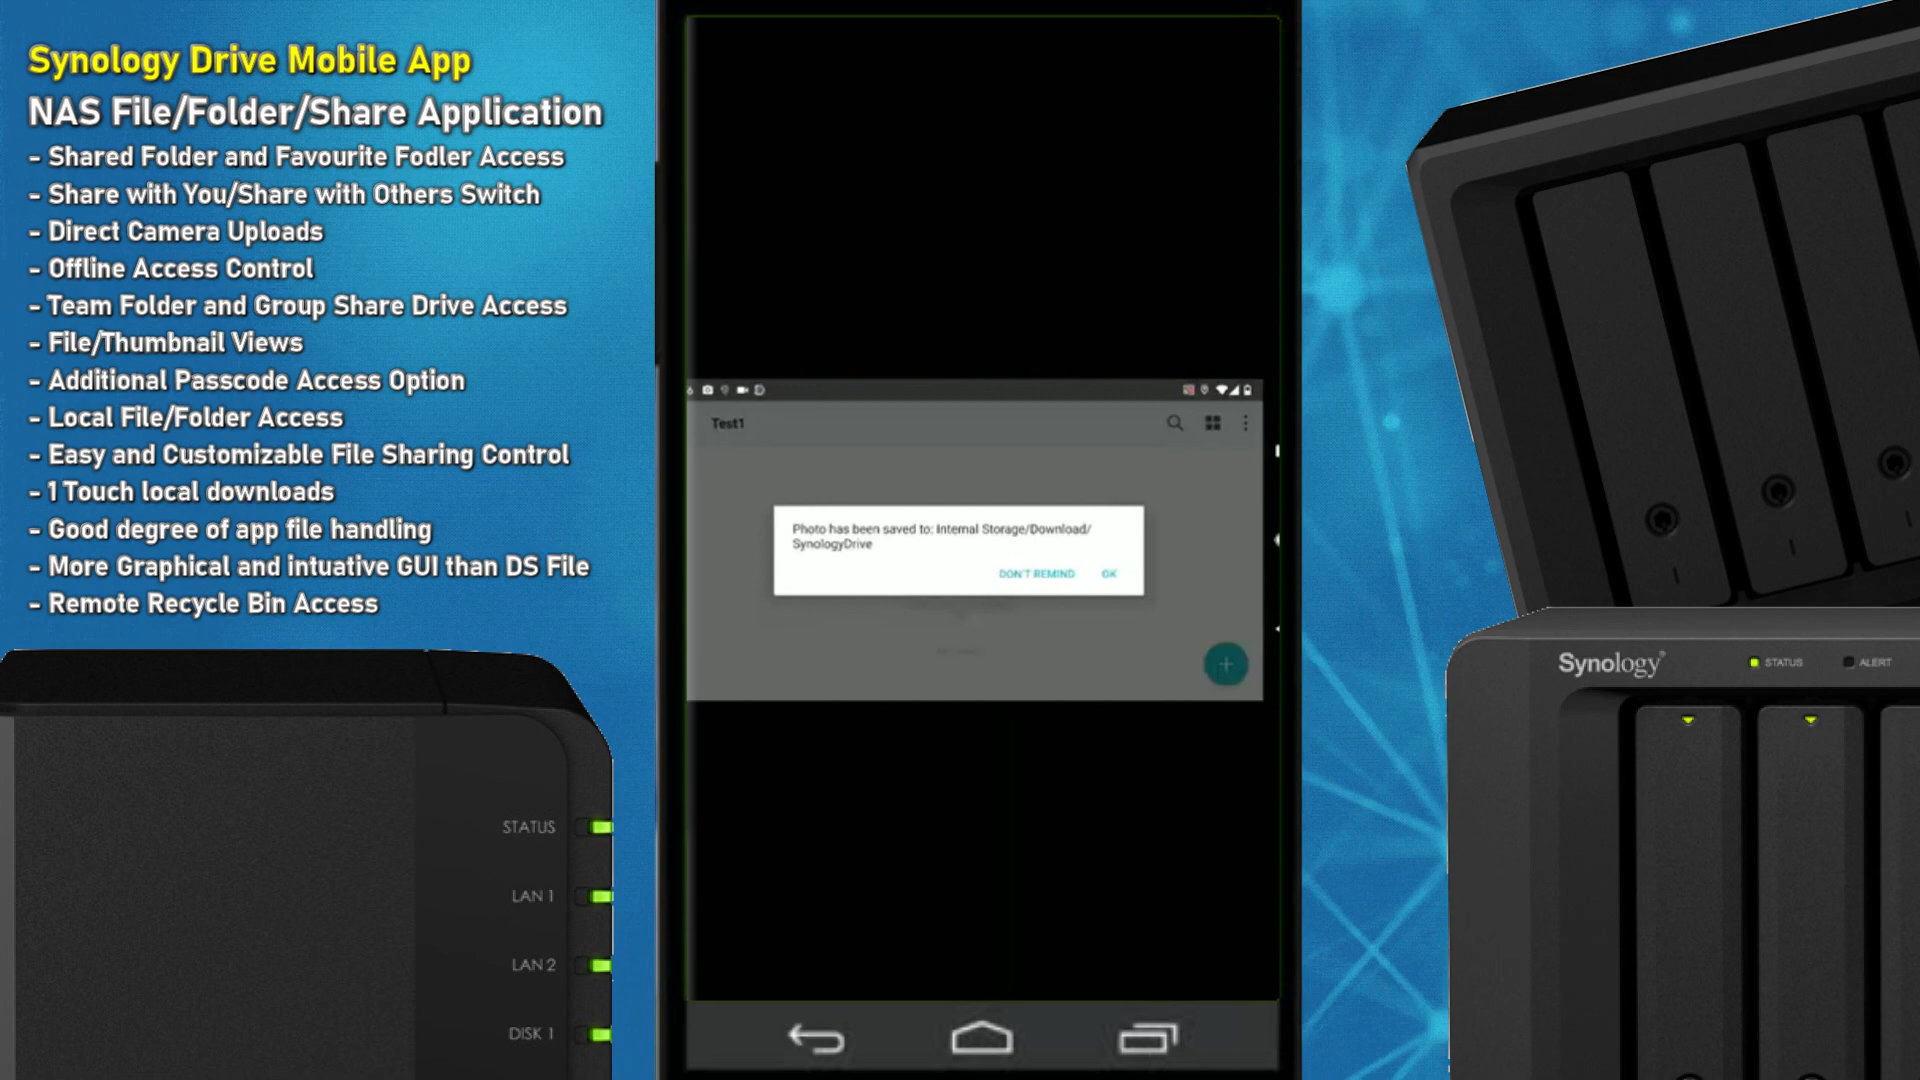 Synology Drive Mobile App
NAS File/Folder/Share Application
- Shared Folder and Favourite Fodler Access
- Share with You/Share with Others Switch
- Direct Camera Uploads
- Offline Access Control
- Team Folder and Group Share Drive Access
- File/Thumbnail Views
- Additional Passcode Access Option
- Local File/Folder Access
- Easy and Customizable File Sharing Control
- 1 Touch local downloads
- Good degree of app file handling
- More Graphical and intuative GUI than DS File
- Remote Recycle Bin Access
STATUS
LAN 1
LAN 2
DISK 1
Test1
Photo has been saved to: Internal Storage/Download/
SynologyDrive
DON'T REMIND OK
Synology®
STATUS
ALERT